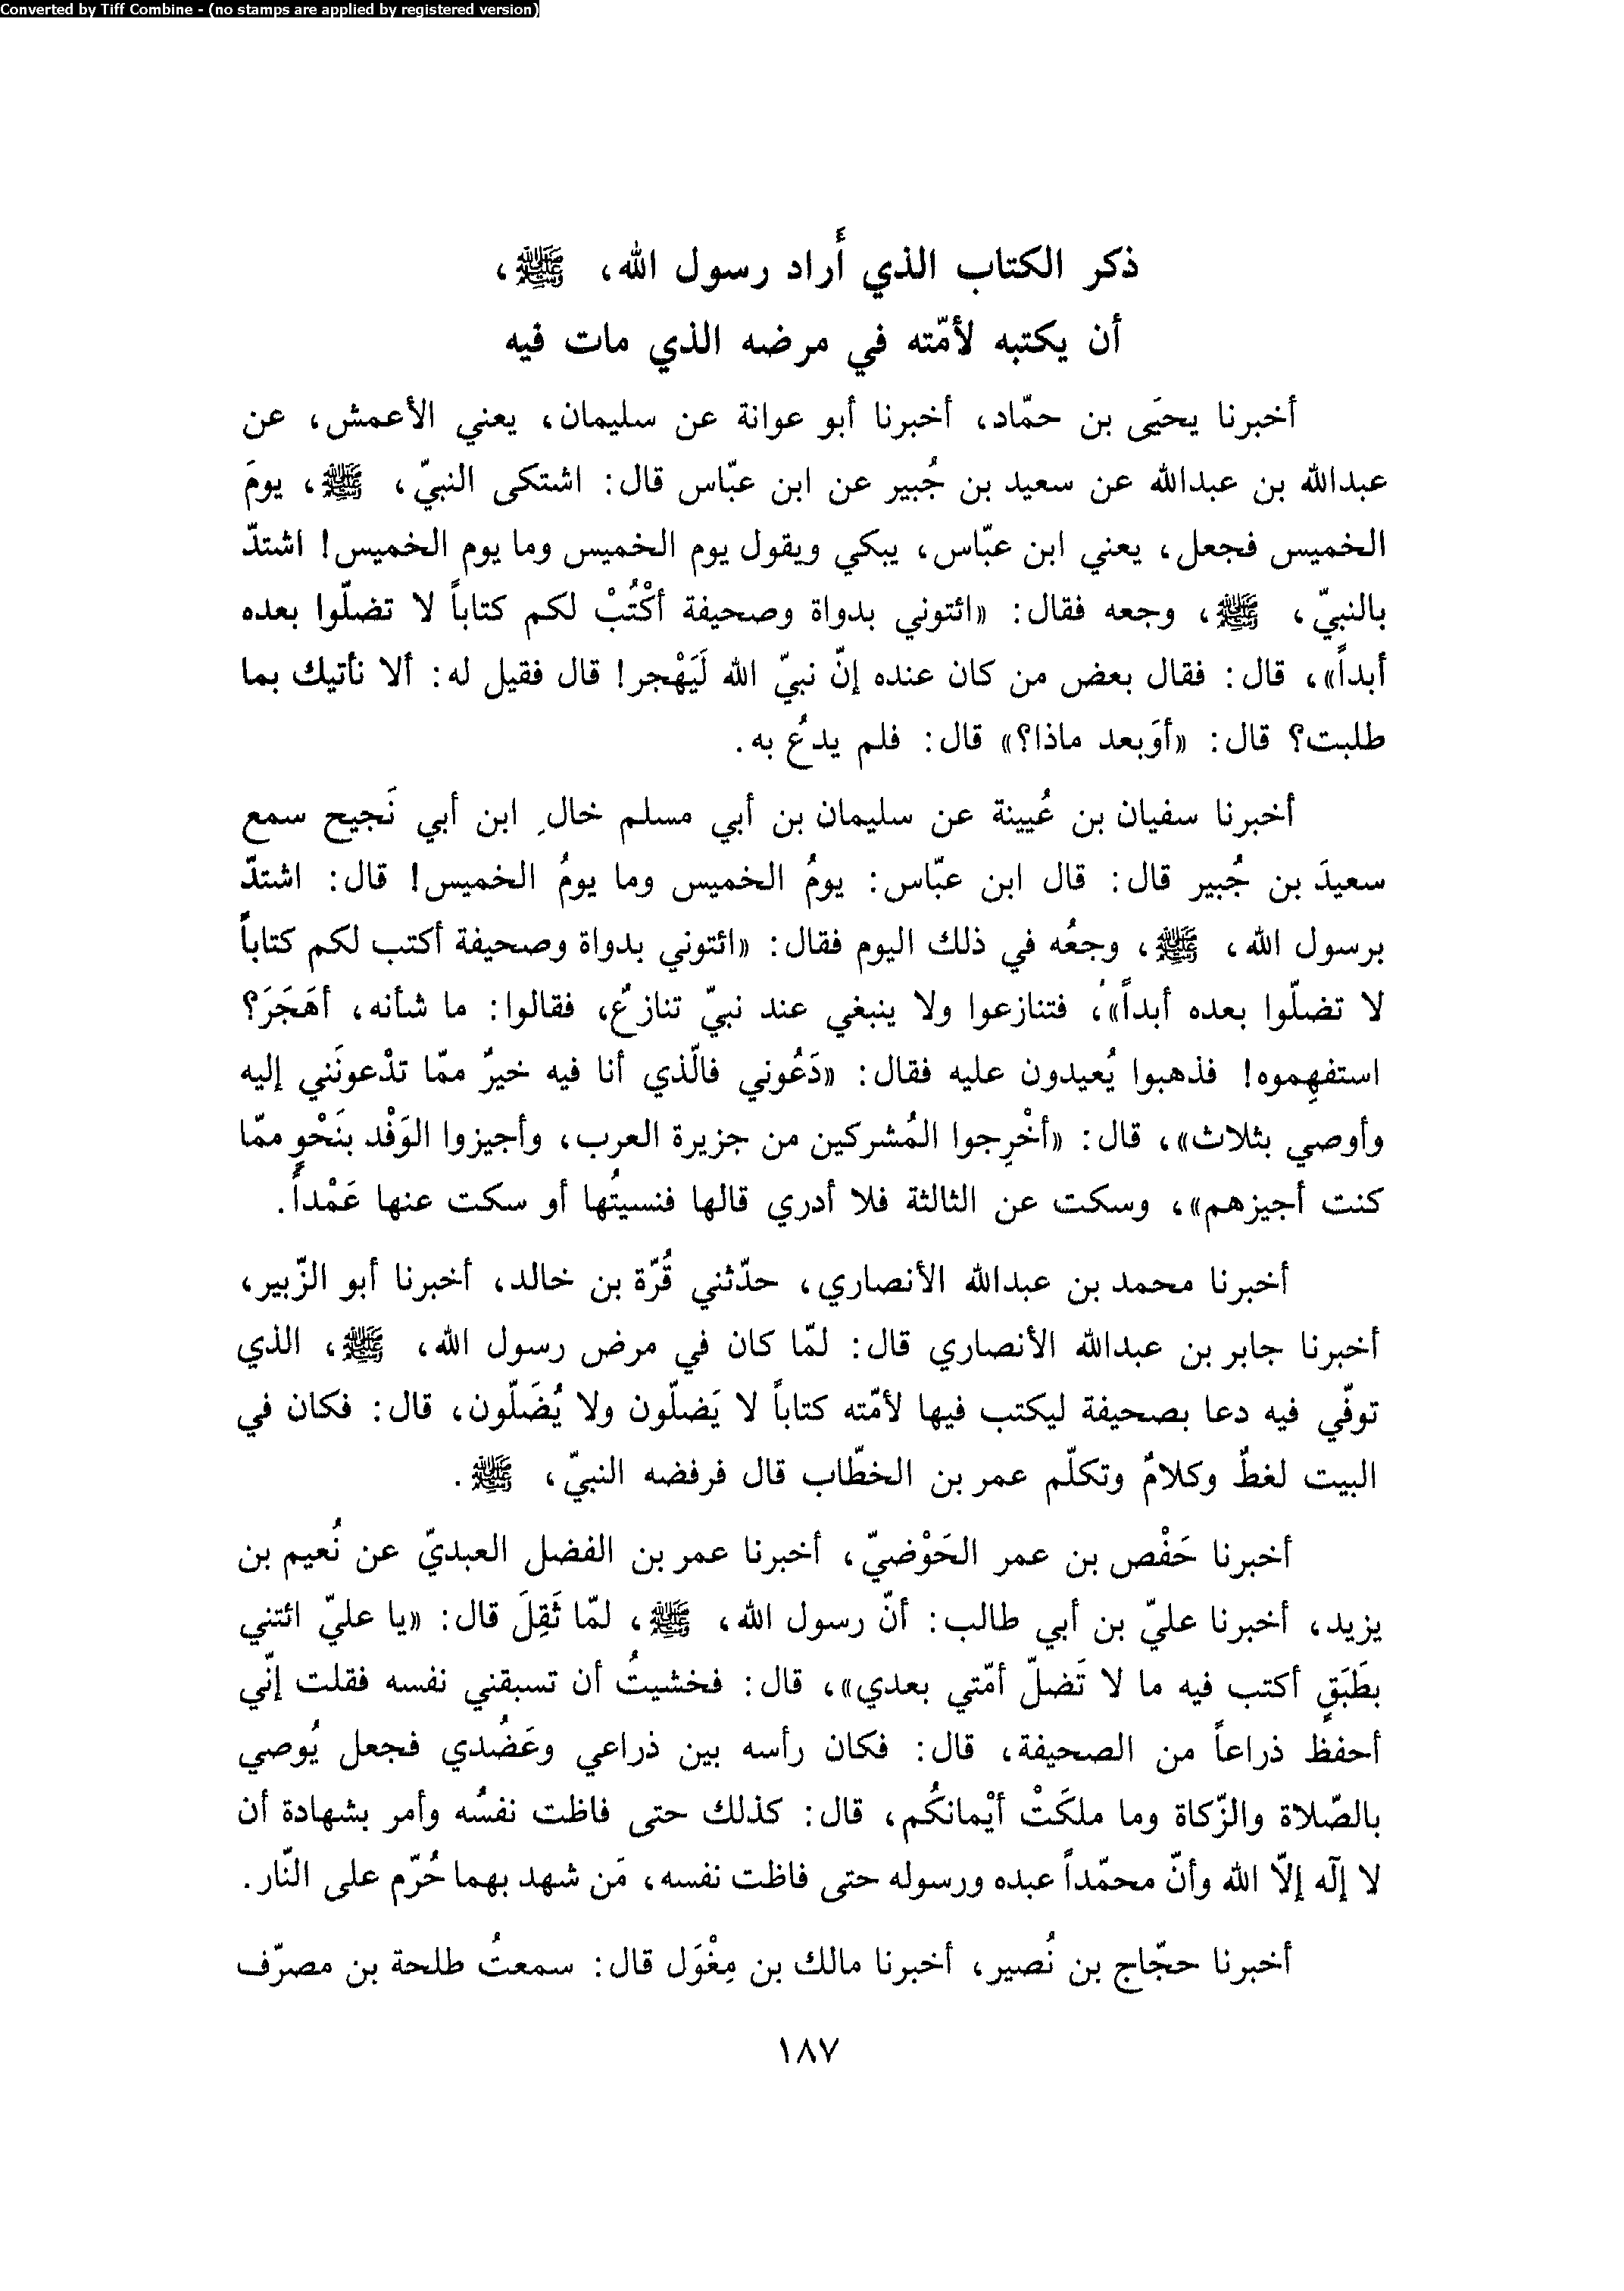 Converted by Tiff Combine - (no stamps are applied by registered version)
ذكر الكتاب الذي أَراد رسول الله، ﷺ،
أن يكتبه لأمّته في مرضه الذي مات فيه
أخبرنا يحيَى بن حمّاد، أخبرنا أبو عوانة عن سليمان، يعني الأعمش، عن
عبدالله بن عبدالله عن سعيد بن جُبير عن ابن عبّاس قال: اشتكى النبيّ، ﷺ، يومَ
الخميس فجعل، يعني ابن عبّاس، يبكي ويقول يوم الخميس وما يوم الخميس! اشتدّ
بالنبيّ، ﷺ، وجعه فقال: «ائتوني بدواة وصحيفة أكْتُبْ لكم كتاباً لا تضلّوا بعده
أبداً»، قال: فقال بعض من كان عنده إنّ نبيّ الله لَيَهْجر! قال فقيل له: ألا نأتيك بما
طلبت؟ قال: «أوَبعد ماذا؟» قال: فلم يدعُ به.
أخبرنا سفيان بن عُيينة عن سليمان بن أبي مسلم خالِ ابن أبي نَجيح سمع
سعيدَ بن جُبير قال: قال ابن عبّاس: يومُ الخميس وما يومُ الخميس! قال: اشتدّ
برسول الله، ﷺ، وجعُه في ذلك اليوم فقال: «ائتوني بدواة وصحيفة أكتب لكم كتاباً
لا تضلّوا بعده أبداً»، فتنازعوا ولا ينبغي عند نبيّ تنازعٌ، فقالوا: ما شأنه، أهَجَرَ؟
استفهِموه! فذهبوا يُعيدون عليه فقال: «دَعُوني فالّذي أنا فيه خيرٌ ممّا تدْعونَني إليه
وأوصي بثلاث»، قال: «أخْرِجوا المُشركين من جزيرة العرب، وأجيزوا الوَفْد بنَحْوٍ ممّا
كنت أجيزهم»، وسكت عن الثالثة فلا أدري قالها فنسيتُها أو سكت عنها عَمْداً.
أخبرنا محمد بن عبدالله الأنصاري، حدّثني قُرّة بن خالد، أخبرنا أبو الزّبير،
أخبرنا جابر بن عبدالله الأنصاري قال: لمّا كان في مرض رسول الله، ﷺ، الذي
توفّي فيه دعا بصحيفة ليكتب فيها لأمّته كتاباً لا يَضلّون ولا يُضَلّون، قال: فكان في
البيت لغطٌ وكلامٌ وتكلّم عمر بن الخطّاب قال فرفضه النبيّ، ﷺ.
أخبرنا حَفْص بن عمر الحَوْضيّ، أخبرنا عمر بن الفضل العبديّ عن نُعيم بن
يزيد، أخبرنا عليّ بن أبي طالب: أنّ رسول الله، ﷺ، لمّا ثَقِلَ قال: «يا عليّ ائتني
بطَبَقٍ أكتب فيه ما لا تَضلّ أمّتي بعدي»، قال: فخشيتُ أن تسبقني نفسه فقلت إنّي
أحفظ ذراعاً من الصحيفة، قال: فكان رأسه بين ذراعي وعَضُدي فجعل يُوصي
بالصّلاة والزّكاة وما ملكَتْ أيْمانكُم، قال: كذلك حتى فاظت نفسُه وأمر بشهادة أن
لا إلٓه إلّا الله وأنّ محمّداً عبده ورسوله حتى فاظت نفسه، مَن شهد بهما حُرّم على النّار.
أخبرنا حجّاج بن نُصير، أخبرنا مالك بن مِغْوَل قال: سمعتُ طلحة بن مصرّف
١٨٧